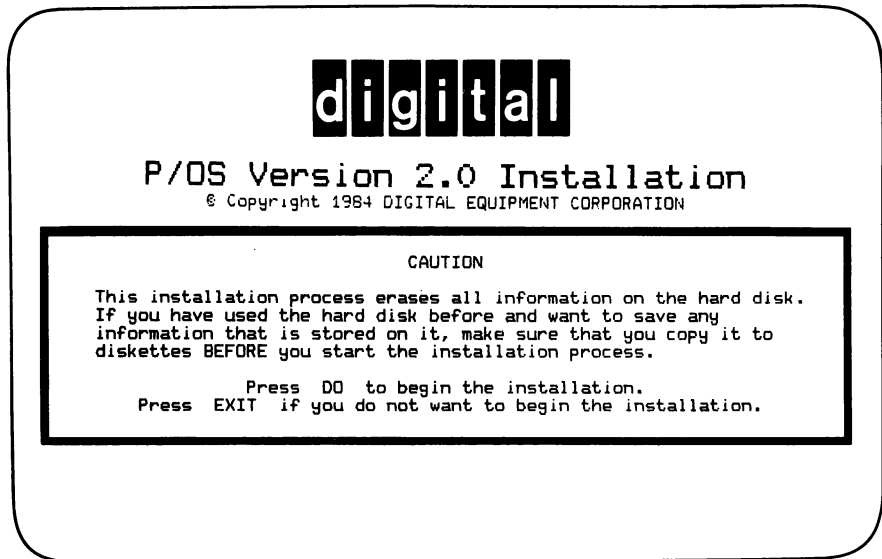 digital
P/OS Version 2.0 Installation
© Copyright 1984 DIGITAL EQUIPMENT CORPORATION
CAUTION
This installation process erases all information on the hard disk.
If you have used the hard disk before and want to save any
information that is stored on it, make sure that you copy it to
diskettes BEFORE you start the installation process.
Press DO to begin the installation.
Press EXIT if you do not want to begin the installation.